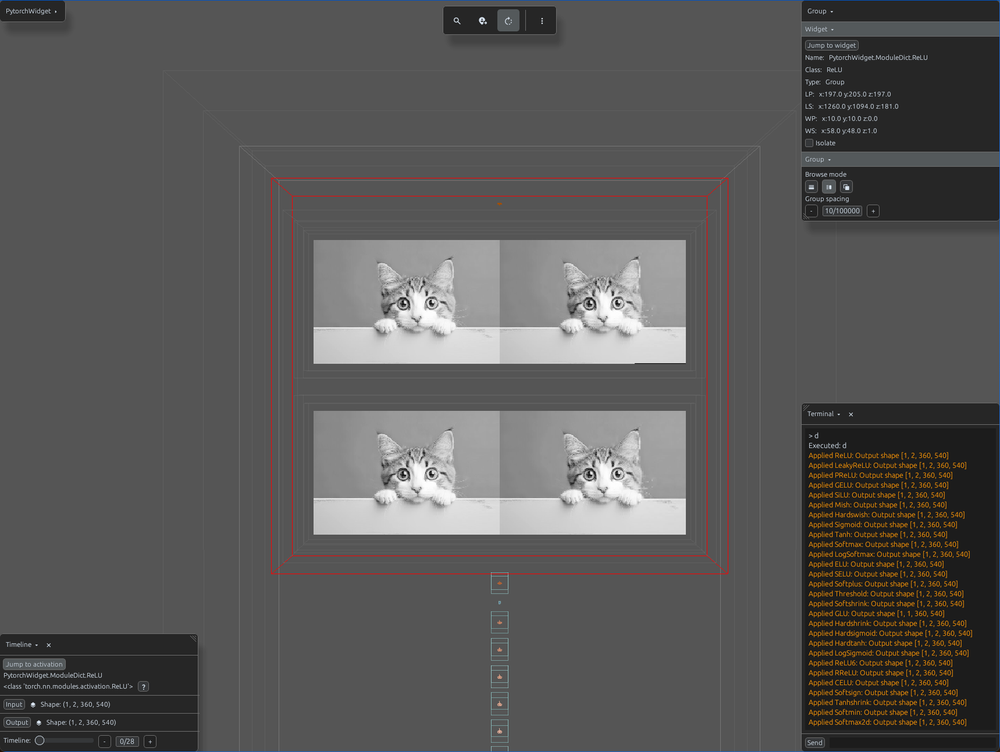 PytorchWidget
Group
Widget
Jump to widget
Name: PytorchWidget.ModuleDict.ReLU
Class: ReLU
Type: Group
LP: x:197.0 y:205.0 z:197.0
LS: x:1260.0 y:1094.0 z:181.0
WP: x:10.0 y:10.0 z:0.0
WS: x:58.0 y:48.0 z:1.0
Isolate
Group
Browse mode
Group spacing
- 10/100000 +
Terminal
> d
Executed: d
Applied ReLU: Output shape [1, 2, 360, 540]
Applied LeakyReLU: Output shape [1, 2, 360, 540]
Applied PReLU: Output shape [1, 2, 360, 540]
Applied GELU: Output shape [1, 2, 360, 540]
Applied SiLU: Output shape [1, 2, 360, 540]
Applied Mish: Output shape [1, 2, 360, 540]
Applied Hardswish: Output shape [1, 2, 360, 540]
Applied Sigmoid: Output shape [1, 2, 360, 540]
Applied Tanh: Output shape [1, 2, 360, 540]
Applied Softmax: Output shape [1, 2, 360, 540]
Applied LogSoftmax: Output shape [1, 2, 360, 540]
Applied ELU: Output shape [1, 2, 360, 540]
Applied SELU: Output shape [1, 2, 360, 540]
Applied Softplus: Output shape [1, 2, 360, 540]
Applied Threshold: Output shape [1, 2, 360, 540]
Applied Softshrink: Output shape [1, 2, 360, 540]
Applied GLU: Output shape [1, 1, 360, 540]
Applied Hardshrink: Output shape [1, 2, 360, 540]
Applied Hardsigmoid: Output shape [1, 2, 360, 540]
Applied Hardtanh: Output shape [1, 2, 360, 540]
Applied LogSigmoid: Output shape [1, 2, 360, 540]
Applied ReLU6: Output shape [1, 2, 360, 540]
Applied RReLU: Output shape [1, 2, 360, 540]
Applied CELU: Output shape [1, 2, 360, 540]
Applied Softsign: Output shape [1, 2, 360, 540]
Applied Tanhshrink: Output shape [1, 2, 360, 540]
Applied Softmin: Output shape [1, 2, 360, 540]
Applied Softmax2d: Output shape [1, 2, 360, 540]
Send
Timeline
Jump to activation
PytorchWidget.ModuleDict.ReLU
<class 'torch.nn.modules.activation.ReLU'> ?
Input Shape: (1, 2, 360, 540)
Output Shape: (1, 2, 360, 540)
Timeline: - 0/28 +